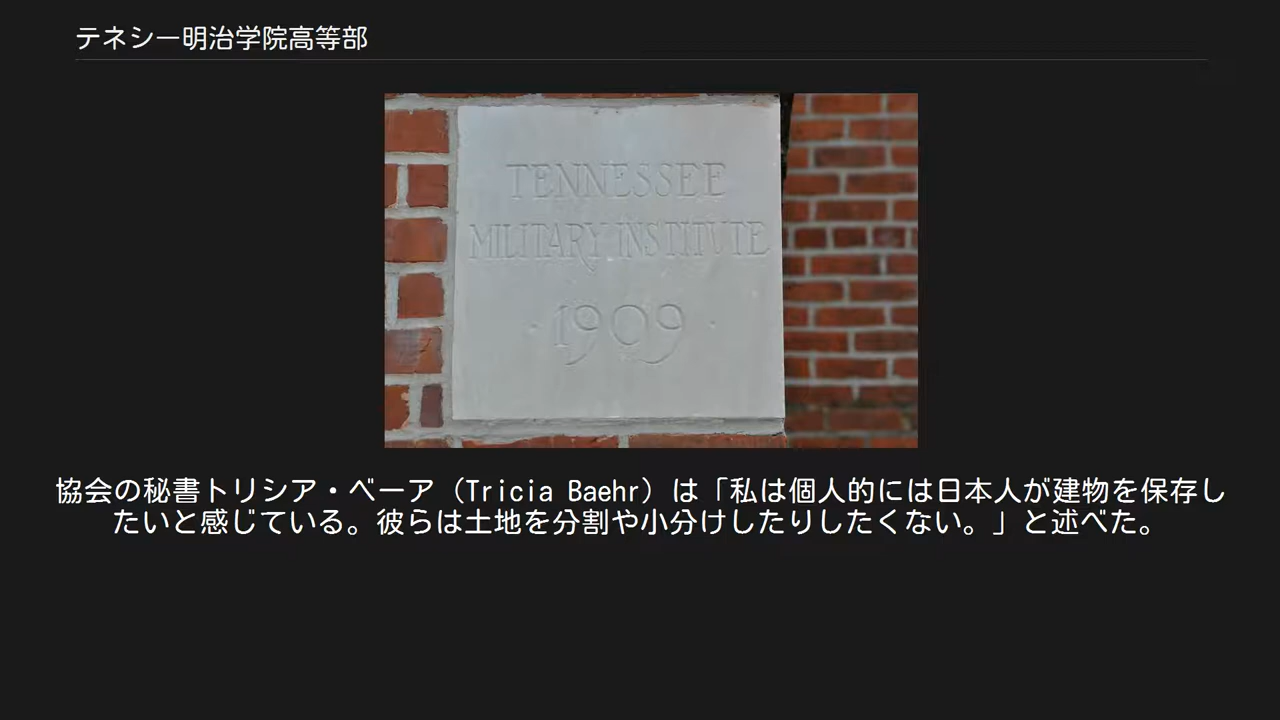 テネシー明治学院高等部
TENNESSEE
MILITARY INSTITVTE
· 1909 ·
協会の秘書トリシア・ベーア（Tricia Baehr）は「私は個人的には日本人が建物を保存し
たいと感じている。彼らは土地を分割や小分けしたりしたくない。」と述べた。